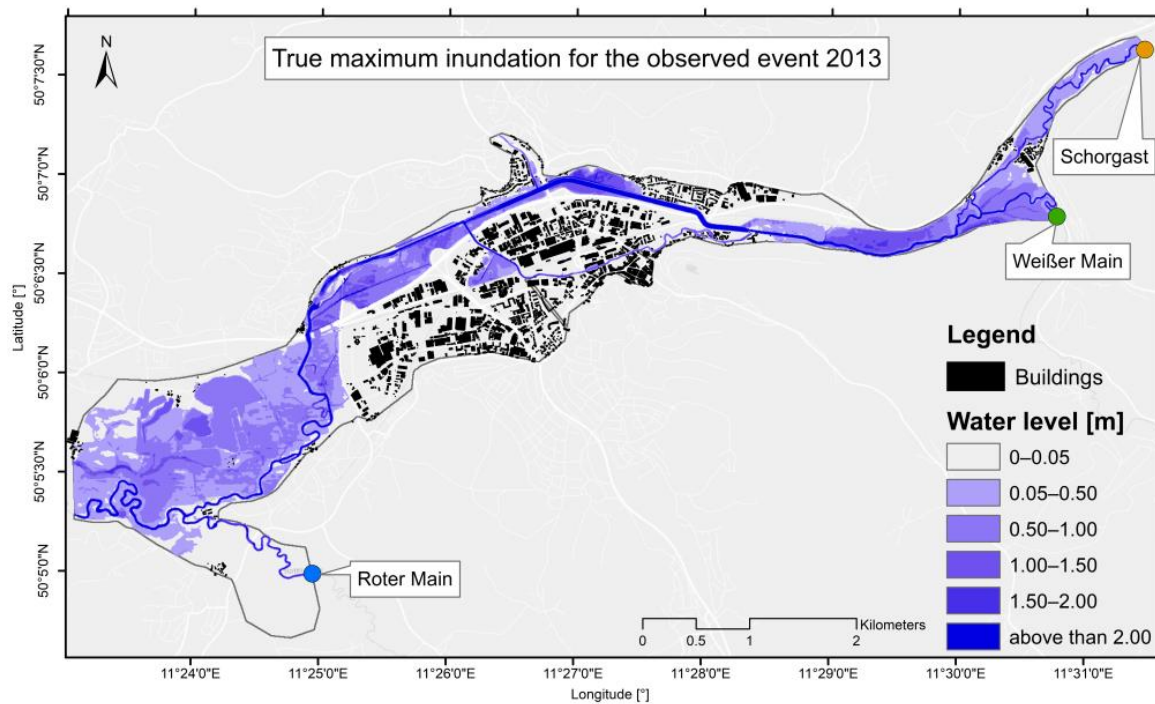 True maximum inundation for the observed event 2013
N
50°7'30"N
50°7'0"N
50°6'30"N
50°6'0"N
50°5'30"N
50°5'0"N
Latitude [°]
Schorgast
Weißer Main
Roter Main
Legend
Buildings
Water level [m]
0–0.05
0.05–0.50
0.50–1.00
1.00–1.50
1.50–2.00
above than 2.00
Kilometers
0 0.5 1 2
11°24'0"E 11°25'0"E 11°26'0"E 11°27'0"E 11°28'0"E 11°29'0"E 11°30'0"E 11°31'0"E
Longitude [°]